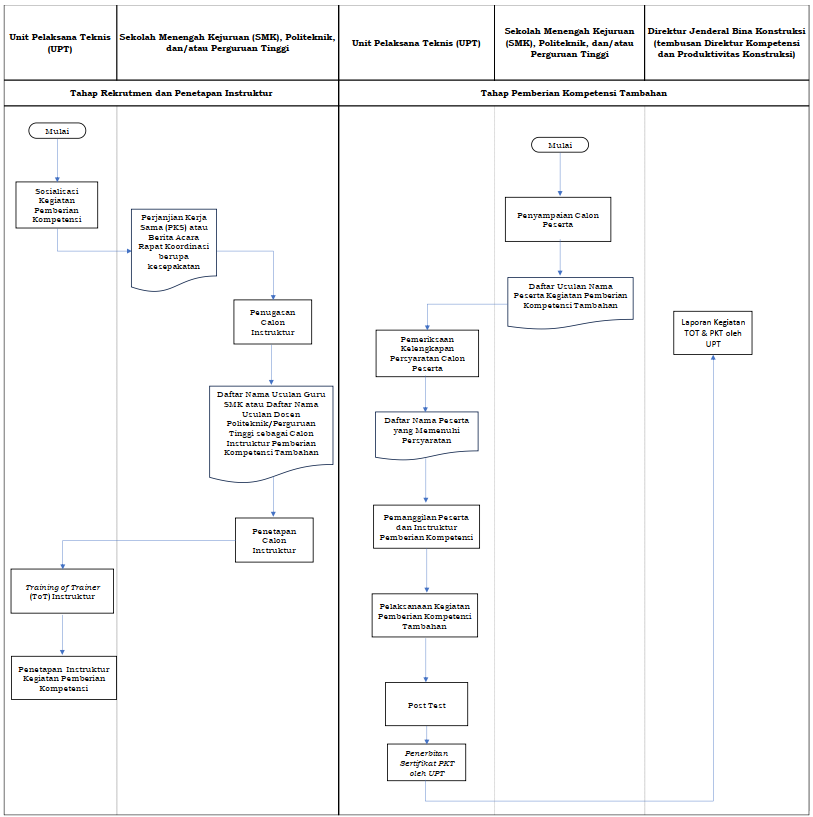 Unit Pelaksana Teknis
(UPT)
Sekolah Menengah Kejuruan (SMK), Politeknik,
dan/atau Perguruan Tinggi
Unit Pelaksana Teknis (UPT)
Sekolah Menengah Kejuruan
(SMK), Politeknik, dan/atau
Perguruan Tinggi
Direktur Jenderal Bina Konstruksi
(tembusan Direktur Kompetensi
dan Produktivitas Konstruksi)
Tahap Rekrutmen dan Penetapan Instruktur
Tahap Pemberian Kompetensi Tambahan
Mulai
Sosialisasi
Kegiatan
Pemberian
Kompetensi
Perjanjian Kerja
Sama (PKS) atau
Berita Acara
Rapat Koordinasi
berupa
kesepakatan
Penugasan
Calon
Instruktur
Daftar Nama Usulan Guru
SMK atau Daftar Nama
Usulan Dosen
Politeknik/Perguruan
Tinggi sebagai Calon
Instruktur Pemberian
Kompetensi Tambahan
Penetapan
Calon
Instruktur
Training of Trainer
(ToT) Instruktur
Penetapan Instruktur
Kegiatan Pemberian
Kompetensi
Mulai
Penyampaian Calon
Peserta
Daftar Usulan Nama
Peserta Kegiatan Pemberian
Kompetensi Tambahan
Pemeriksaan
Kelengkapan
Persyaratan Calon
Peserta
Daftar Nama Peserta
yang Memenuhi
Persyaratan
Pemanggilan Peserta
dan Instruktur
Pemberian Kompetensi
Pelaksanaan Kegiatan
Pemberian Kompetensi
Tambahan
Post Test
Penerbitan
Sertifikat PKT
oleh UPT
Laporan Kegiatan
TOT & PKT oleh
UPT